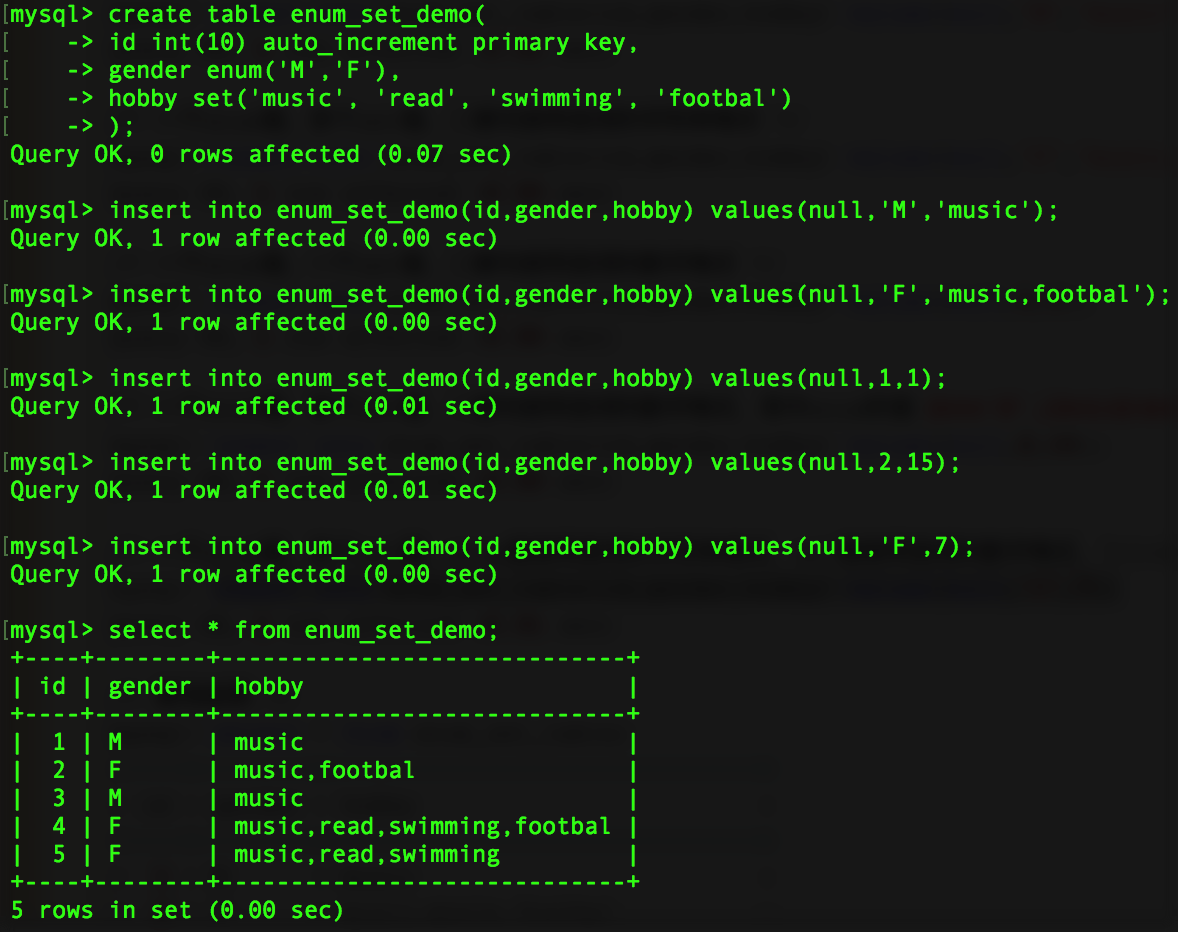 [mysql> create table enum_set_demo(
[    -> id int(10) auto_increment primary key,
[    -> gender enum('M','F'),
[    -> hobby set('music', 'read', 'swimming', 'footbal')
[    -> );
Query OK, 0 rows affected (0.07 sec)
[mysql> insert into enum_set_demo(id,gender,hobby) values(null,'M','music');
Query OK, 1 row affected (0.00 sec)
[mysql> insert into enum_set_demo(id,gender,hobby) values(null,'F','music,footbal');
Query OK, 1 row affected (0.00 sec)
[mysql> insert into enum_set_demo(id,gender,hobby) values(null,1,1);
Query OK, 1 row affected (0.01 sec)
[mysql> insert into enum_set_demo(id,gender,hobby) values(null,2,15);
Query OK, 1 row affected (0.01 sec)
[mysql> insert into enum_set_demo(id,gender,hobby) values(null,'F',7);
Query OK, 1 row affected (0.00 sec)
[mysql> select * from enum_set_demo;
+----+--------+-----------------------------+
| id | gender | hobby                       |
+----+--------+-----------------------------+
|  1 | M      | music                       |
|  2 | F      | music,footbal               |
|  3 | M      | music                       |
|  4 | F      | music,read,swimming,footbal |
|  5 | F      | music,read,swimming         |
+----+--------+-----------------------------+
5 rows in set (0.00 sec)